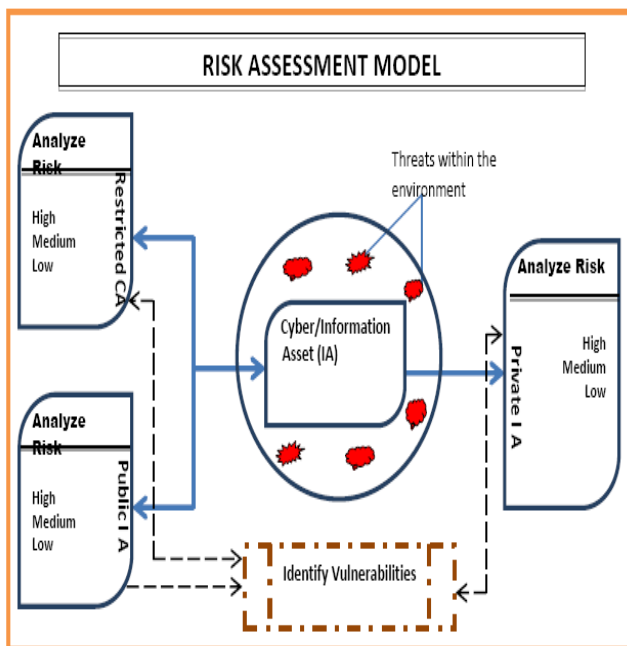 RISK ASSESSMENT MODEL
Analyze
Risk
High
Medium
Low
Restricted CA
Threats within the
environment
Cyber/Information
Asset (IA)
Analyze Risk
High
Medium
Low
Private I A
Analyze
Risk
High
Medium
Low
Public I A
Identify Vulnerabilities